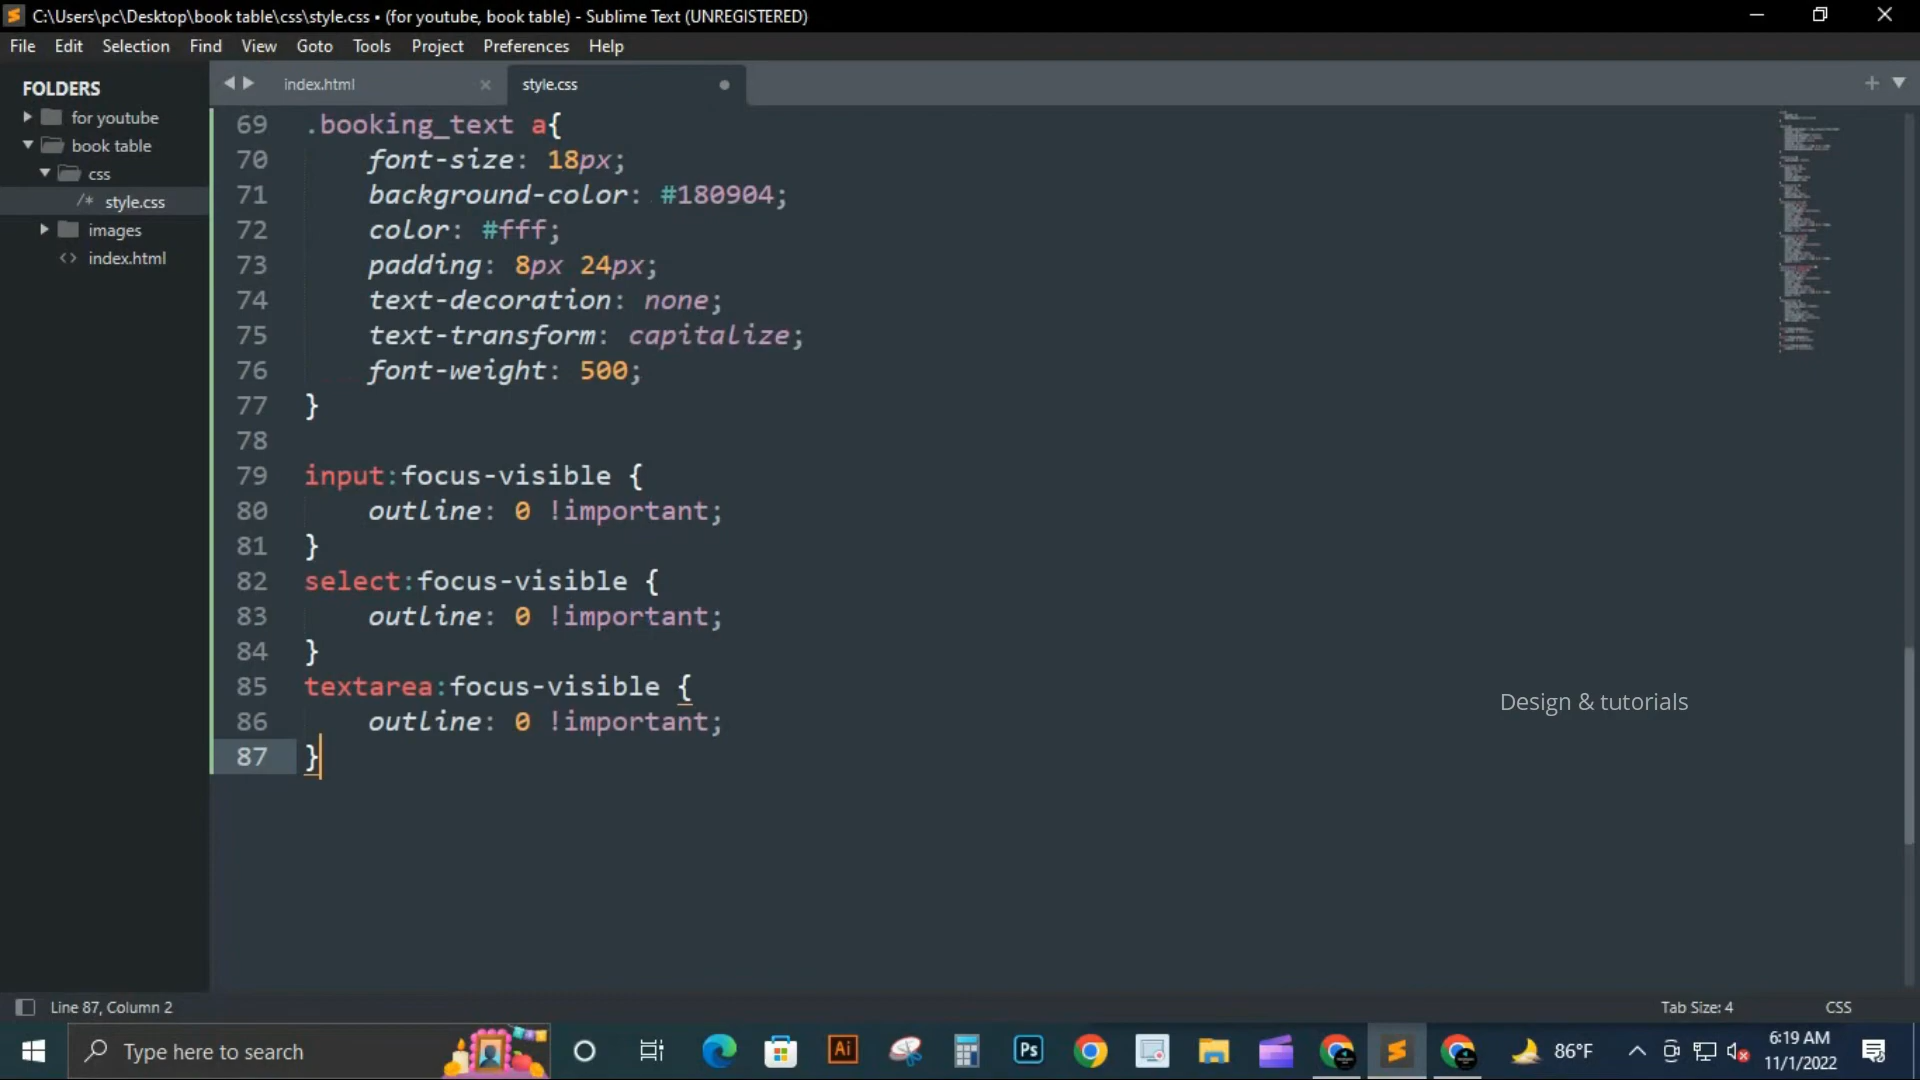 C:\Users\pc\Desktop\book table\css\style.css • (for youtube, book table) - Sublime Text (UNREGISTERED)
File Edit Selection Find View Goto Tools Project Preferences Help
FOLDERS
for youtube
book table
css
/* style.css
images
<> index.html
index.html
style.css
69 .booking_text a{
70 font-size: 18px;
71 background-color: #180904;
72 color: #fff;
73 padding: 8px 24px;
74 text-decoration: none;
75 text-transform: capitalize;
76 font-weight: 500;
77 }
78
79 input:focus-visible {
80 outline: 0 !important;
81 }
82 select:focus-visible {
83 outline: 0 !important;
84 }
85 textarea:focus-visible {
86 outline: 0 !important;
87 }
Design & tutorials
Line 87, Column 2
Tab Size: 4
CSS
Type here to search
Ai
Ps
86°F
6:19 AM
11/1/2022